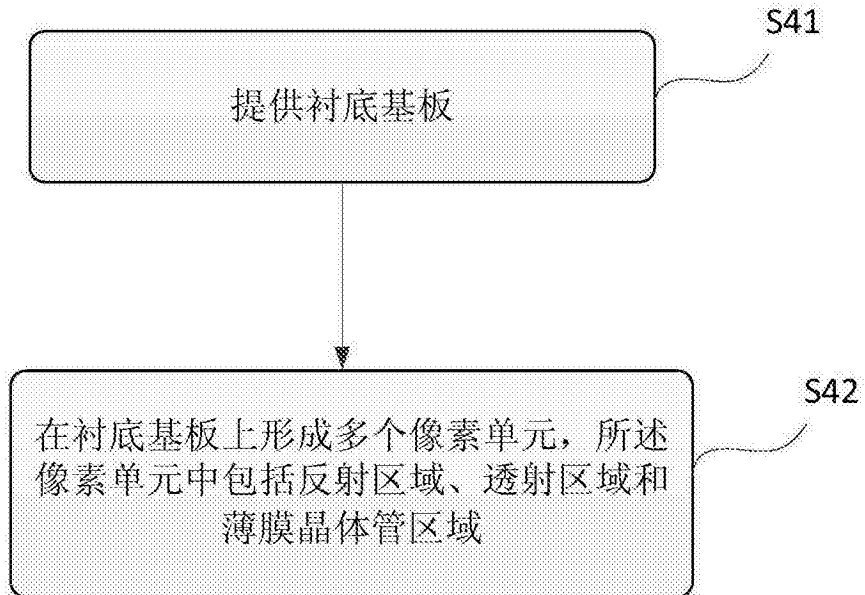 S41
提供衬底基板
S42
在衬底基板上形成多个像素单元，所述
像素单元中包括反射区域、透射区域和
薄膜晶体管区域